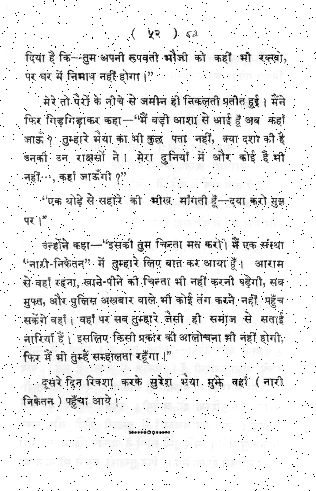 ( ५२ ) 52
दिया है कि—तुम अपनी रूपवती भौजी को कहीं भी रक्खो,
पर घर में निभाव नहीं होगा।”
मेरे तो पैरों के नीचे से जमीन ही निकलती प्रतीत हुई। मैंने
फिर गिड़गिड़ाकर कहा—“मैं बड़ी आशा से आई हूँ अब कहाँ
जाऊँ ? तुम्हारे भैया का भी कुछ पता नहीं, क्या दशा की है
उनकी उन राक्षसों ने। मेरा दुनियाँ में और कोई है भी
नहीं..., कहाँ जाऊँगी ?”
“एक थोड़े से सहारे की भीख माँगती हूँ—दया करो मुझ
पर।”
उन्होंने कहा—“इसकी तुम चिन्ता मत करो। मैं एक संस्था
“नारी-निकेतन” में तुम्हारे लिए बात कर आया हूँ। आराम
से वहाँ रहना, खाने-पीने की चिन्ता भी नहीं करनी पड़ेगी, सब
मुफ्त, और पुलिस अखबार वाले भी कोई तंग करने नहीं पहुँच
सकेंगे वहाँ। वहाँ पर सब तुम्हारे जैसी ही समाज से सताई
नारियाँ हैं। इसलिए किसी प्रकार की आलोचना भी नहीं होगी;
फिर मैं भी तुम्हें सम्हालता रहूँगा।”
दूसरे दिन रिक्शा करके सुरेश भैया मुझे वहाँ ( नारी
निकेतन ) पहुँचा आये।